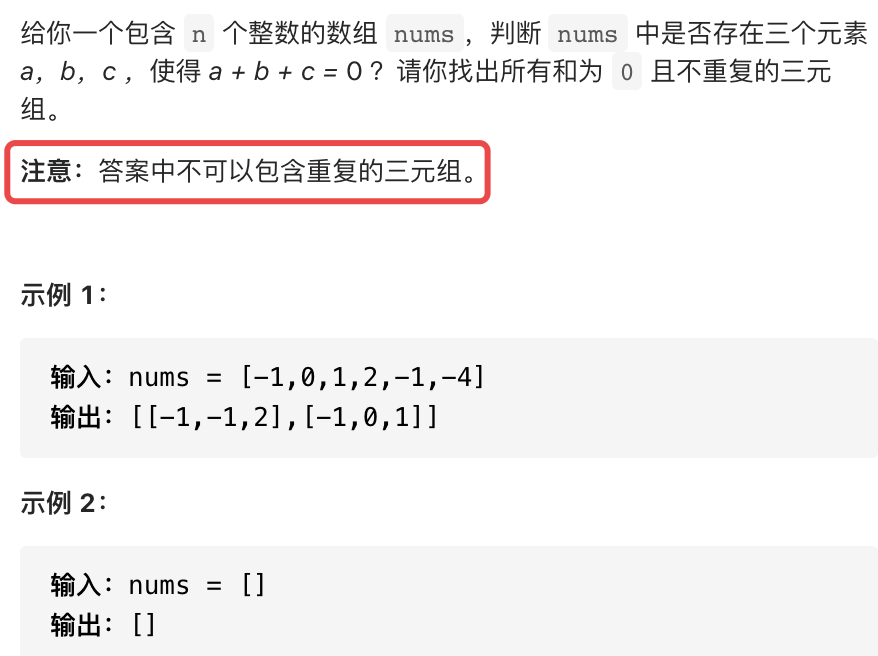 给你一个包含 n 个整数的数组 nums，判断 nums 中是否存在三个元素
a，b，c ，使得 a + b + c = 0 ？请你找出所有和为 0 且不重复的三元
组。
注意：答案中不可以包含重复的三元组。
示例 1：
输入：nums = [-1,0,1,2,-1,-4]
输出：[[-1,-1,2],[-1,0,1]]
示例 2：
输入：nums = []
输出：[]